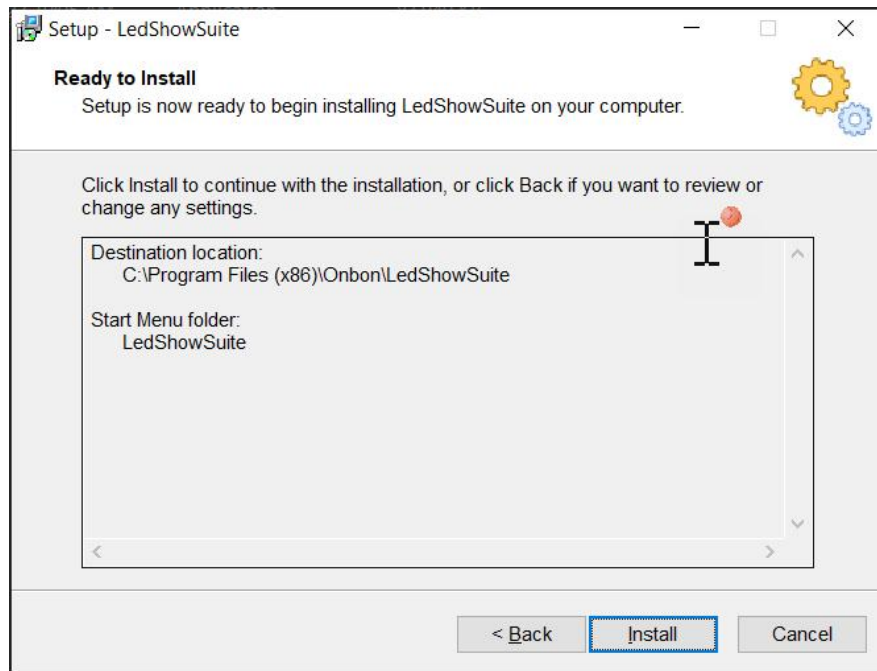 Setup - LedShowSuite
Ready to Install
Setup is now ready to begin installing LedShowSuite on your computer.
Click Install to continue with the installation, or click Back if you want to review or
change any settings.
Destination location:
C:\Program Files (x86)\Onbon\LedShowSuite
Start Menu folder:
LedShowSuite
< Back
Install
Cancel